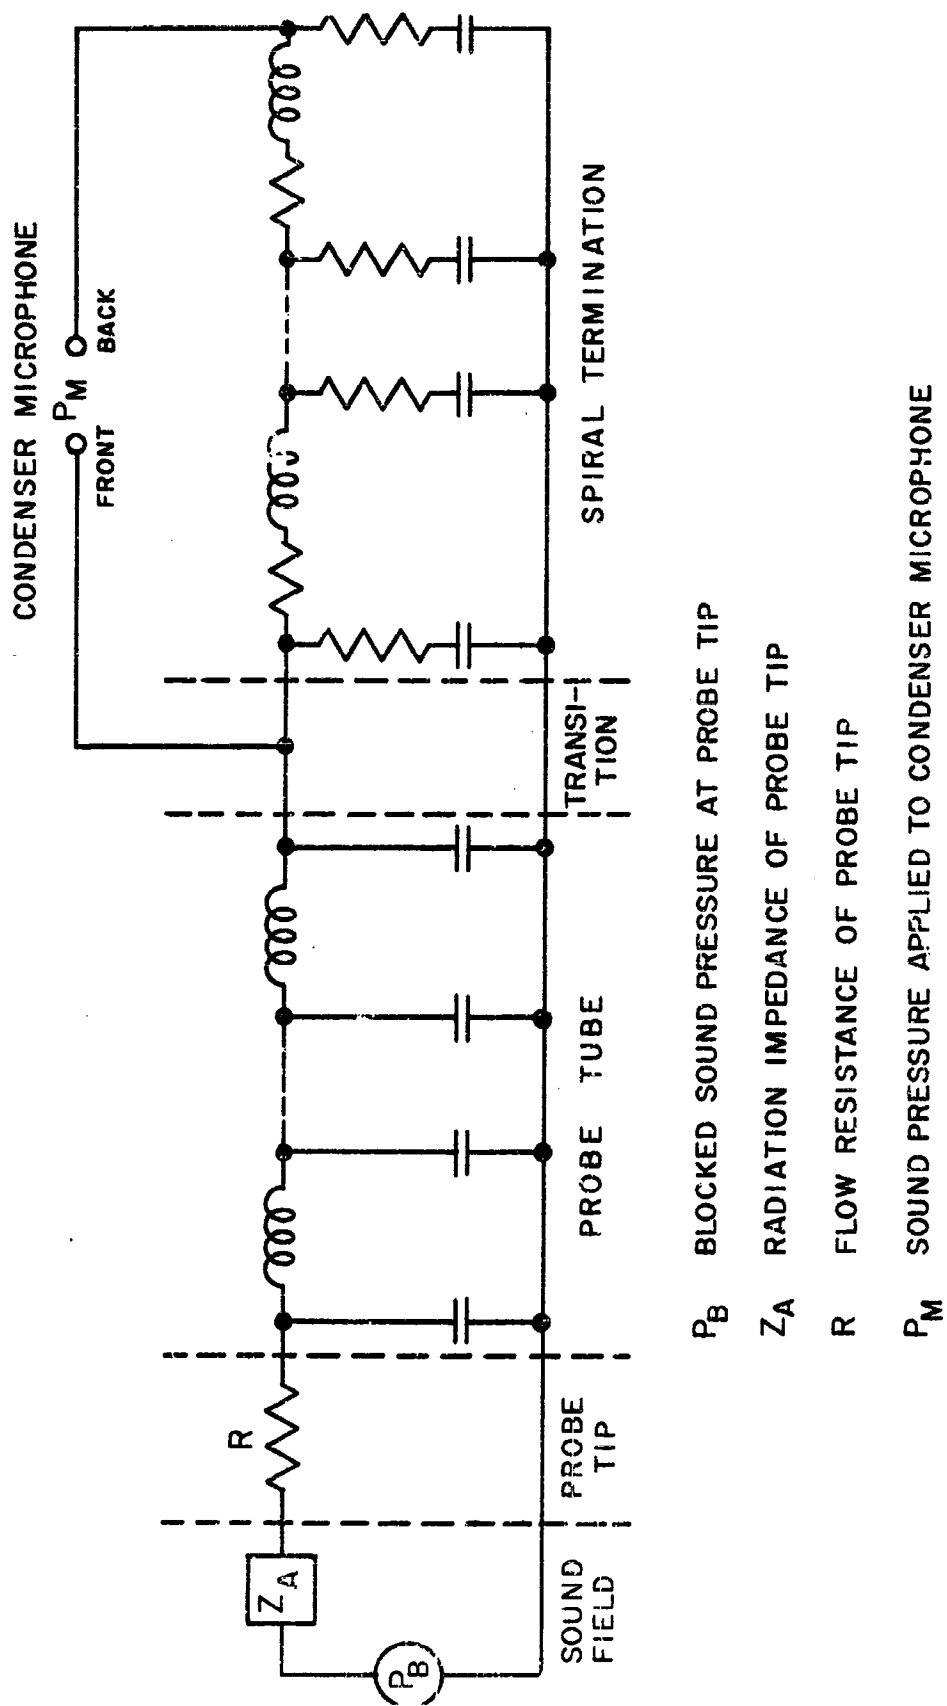 CONDENSER MICROPHONE
P_M
FRONT BACK
Z_A
R
P_B
SOUND
FIELD
PROBE
TIP
PROBE TUBE
TRANSI-
TION
SPIRAL TERMINATION
P_B BLOCKED SOUND PRESSURE AT PROBE TIP
Z_A RADIATION IMPEDANCE OF PROBE TIP
R FLOW RESISTANCE OF PROBE TIP
P_M SOUND PRESSURE APPLIED TO CONDENSER MICROPHONE